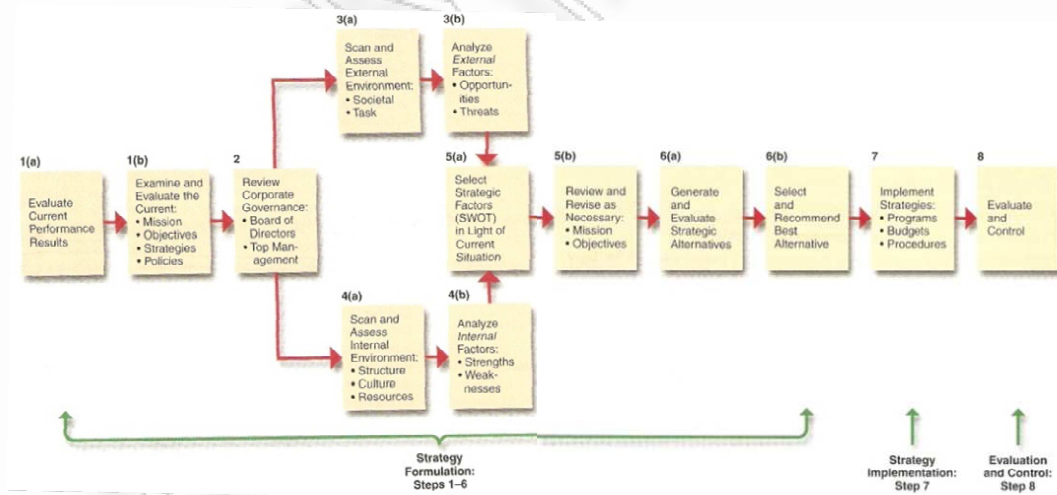 3(a)
Scan and
Assess
External
Environment:
• Societal
• Task
3(b)
Analyze
External
Factors:
• Opportun-
ities
• Threats
1(a)
Evaluate
Current
Performance
Results
1(b)
Examine and
Evaluate the
Current:
• Mission
• Objectives
• Strategies
• Policies
2
Review
Corporate
Governance:
• Board of
Directors
• Top Man-
agement
5(a)
Select
Strategic
Factors
(SWOT)
in Light of
Current
Situation
5(b)
Review and
Revise as
Necessary:
• Mission
• Objectives
6(a)
Generate
and
Evaluate
Strategic
Alternatives
6(b)
Select
and
Recommend
Best
Alternative
7
Implement
Strategies:
• Programs
• Budgets
• Procedures
8
Evaluate
and
Control
4(a)
Scan and
Assess
Internal
Environment:
• Structure
• Culture
• Resources
4(b)
Analyze
Internal
Factors:
• Strengths
• Weak-
nesses
Strategy
Formulation:
Steps 1–6
Strategy
Implementation:
Step 7
Evaluation
and Control:
Step 8